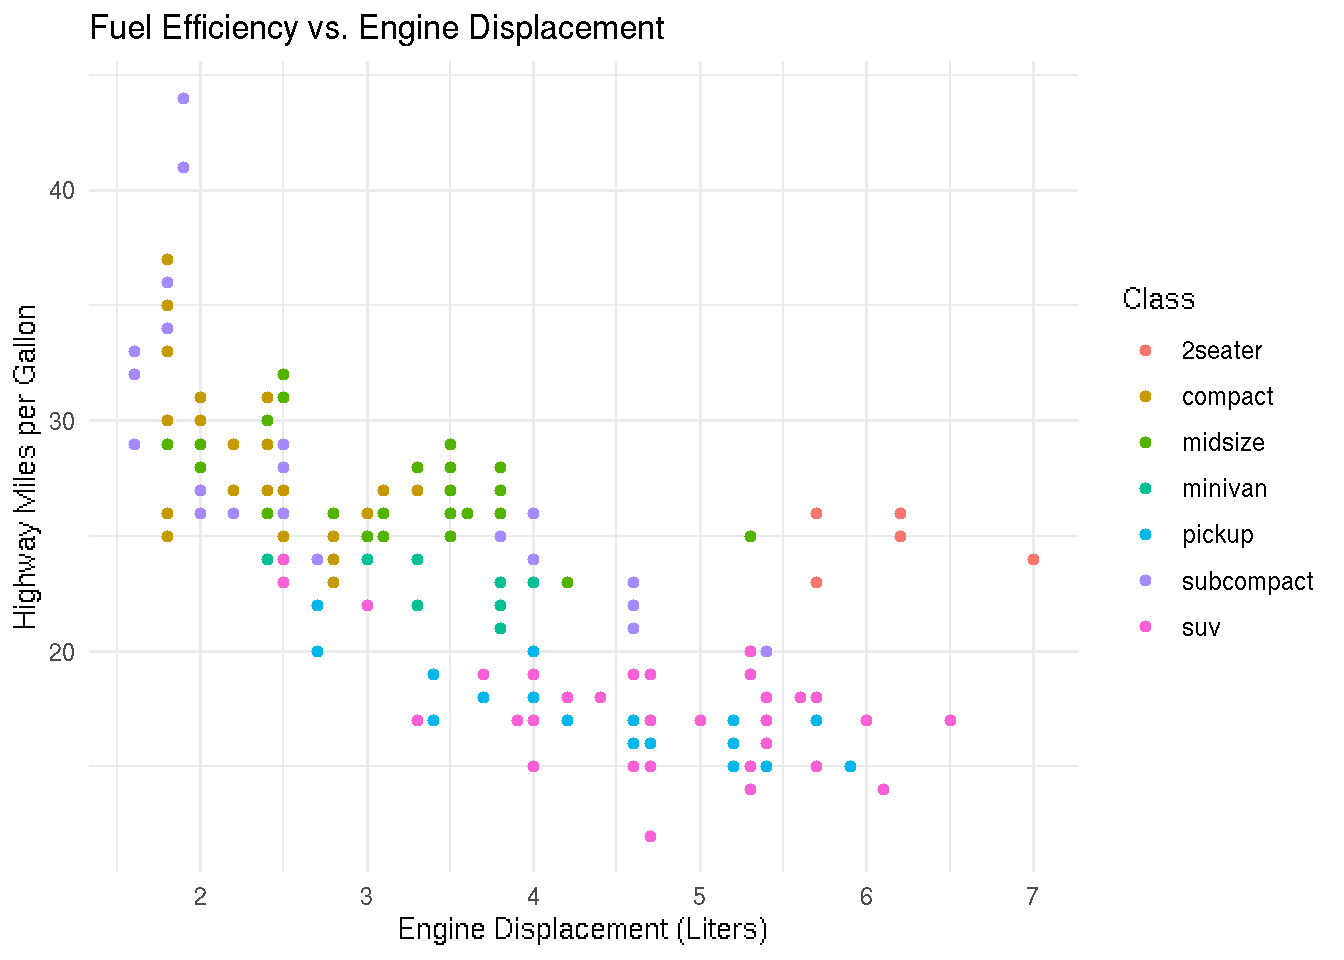 Fuel Efficiency vs. Engine Displacement
Highway Miles per Gallon
40
30
20
2 3 4 5 6 7
Engine Displacement (Liters)
Class
2seater
compact
midsize
minivan
pickup
subcompact
suv